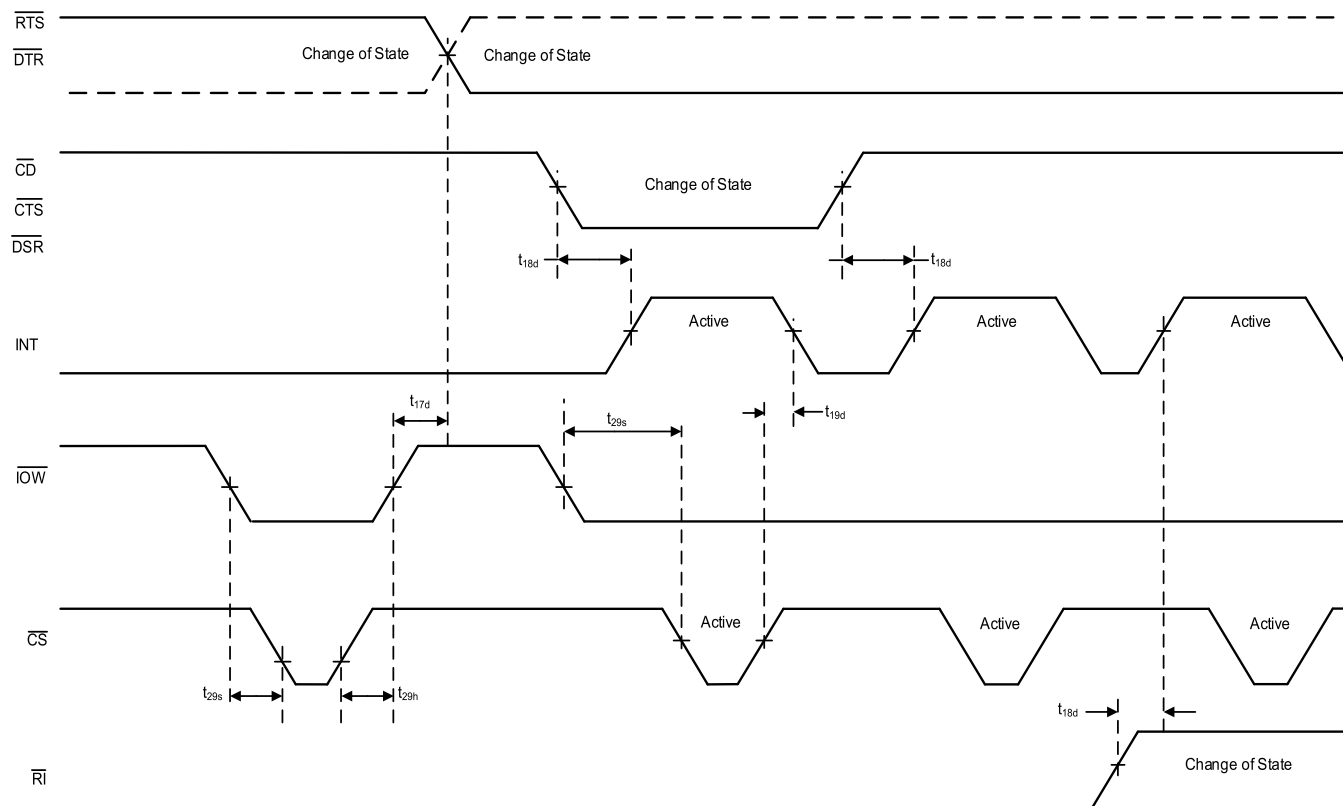 RTS
Change of State Change of State
DTR
CD
Change of State
CTS
DSR
t18d t18d
Active Active Active
INT
t17d
t29s t19d
IOW
Active Active Active
CS
t29s t29h
t18d
Change of State
RI